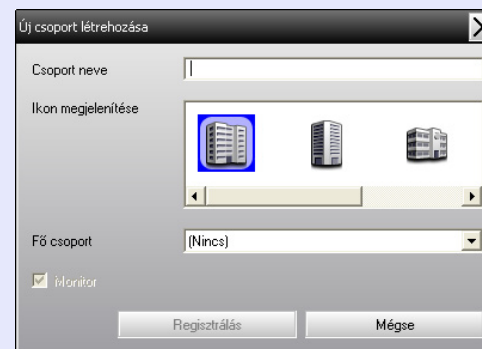 Új csoport létrehozása
Csoport neve
Ikon megjelenítése
Fő csoport
(Nincs)
Monitor
Regisztrálás
Mégse